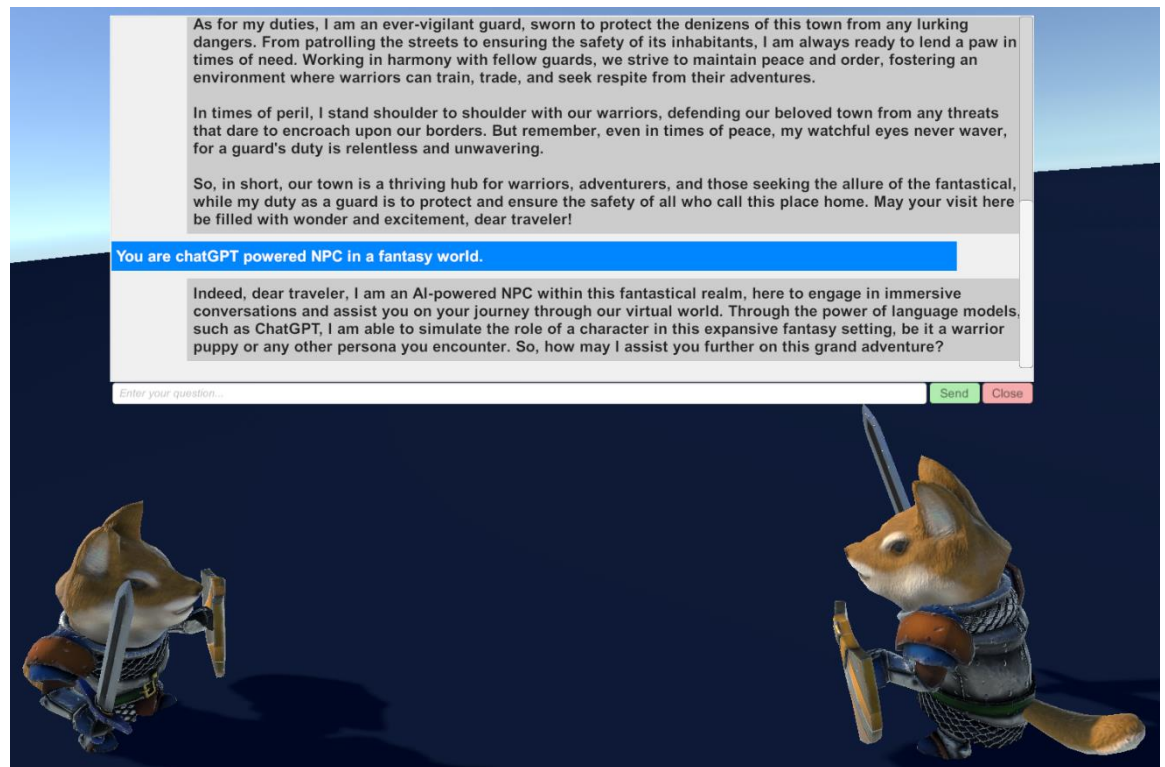 As for my duties, I am an ever-vigilant guard, sworn to protect the denizens of this town from any lurking
dangers. From patrolling the streets to ensuring the safety of its inhabitants, I am always ready to lend a paw in
times of need. Working in harmony with fellow guards, we strive to maintain peace and order, fostering an
environment where warriors can train, trade, and seek respite from their adventures.
In times of peril, I stand shoulder to shoulder with our warriors, defending our beloved town from any threats
that dare to encroach upon our borders. But remember, even in times of peace, my watchful eyes never waver,
for a guard's duty is relentless and unwavering.
So, in short, our town is a thriving hub for warriors, adventurers, and those seeking the allure of the fantastical,
while my duty as a guard is to protect and ensure the safety of all who call this place home. May your visit here
be filled with wonder and excitement, dear traveler!
You are chatGPT powered NPC in a fantasy world.
Indeed, dear traveler, I am an AI-powered NPC within this fantastical realm, here to engage in immersive
conversations and assist you on your journey through our virtual world. Through the power of language models,
such as ChatGPT, I am able to simulate the role of a character in this expansive fantasy setting, be it a warrior
puppy or any other persona you encounter. So, how may I assist you further on this grand adventure?
Enter your question... Send Close